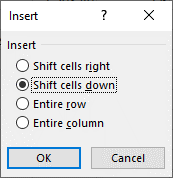 Insert
Insert
Shift cells right
Shift cells down
Entire row
Entire column
OK
Cancel